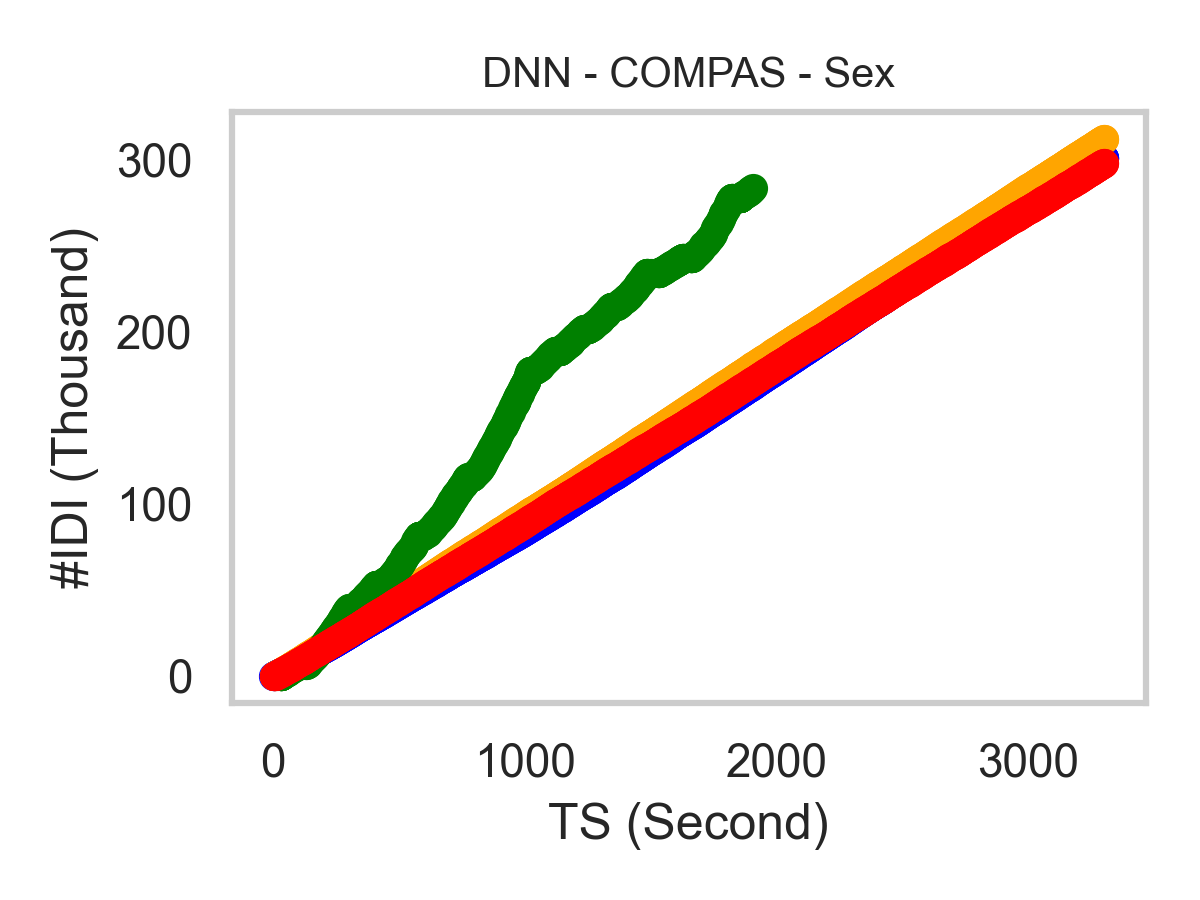 DNN - COMPAS - Sex
300
200
100
0
#IDI (Thousand)
0 1000 2000 3000
TS (Second)